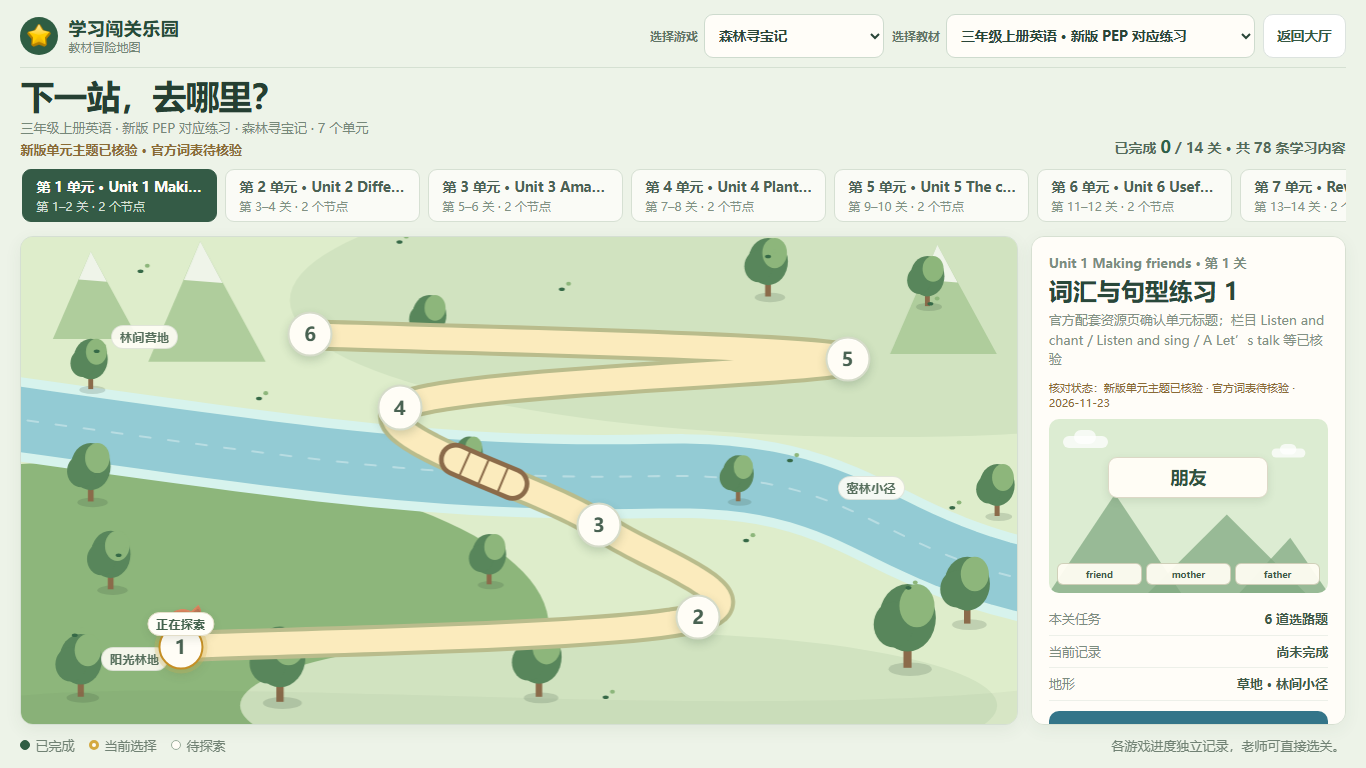 学习闯关乐园
教材冒险地图
选择游戏
森林寻宝记
选择教材
三年级上册英语 • 新版 PEP 对应练习
返回大厅
下一站，去哪里？
三年级上册英语 · 新版 PEP 对应练习 · 森林寻宝记 · 7 个单元
新版单元主题已核验 • 官方词表待核验
已完成 0 / 14 关 • 共 78 条学习内容
第 1 单元 • Unit 1 Maki...
第 1–2 关 · 2 个节点
第 2 单元 • Unit 2 Diffe...
第 3–4 关 · 2 个节点
第 3 单元 • Unit 3 Ama...
第 5–6 关 · 2 个节点
第 4 单元 • Unit 4 Plant...
第 7–8 关 · 2 个节点
第 5 单元 • Unit 5 The c...
第 9–10 关 · 2 个节点
第 6 单元 • Unit 6 Usef...
第 11–12 关 · 2 个节点
第 7 单元 • Rev
第 13–14 关 · 2
林间营地
6
5
4
密林小径
3
正在探索
1
2
阳光林地
Unit 1 Making friends • 第 1 关
词汇与句型练习 1
官方配套资源页确认单元标题；栏目 Listen and
chant / Listen and sing / A Let’s talk 等已核
验
核对状态：新版单元主题已核验 · 官方词表待核验 ·
2026-11-23
朋友
friend
mother
father
本关任务
6 道选路题
当前记录
尚未完成
地形
草地 • 林间小径
已完成
当前选择
待探索
各游戏进度独立记录，老师可直接选关。